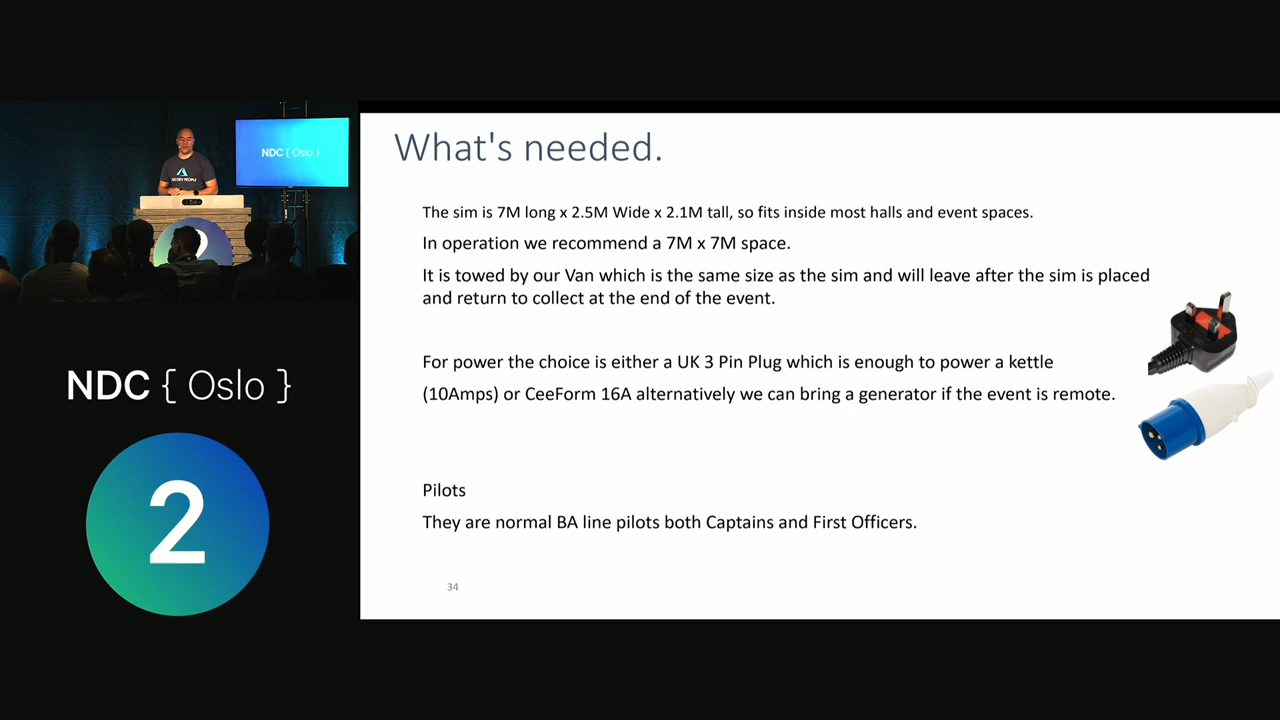 NDC { Oslo }
What's needed.
The sim is 7M long x 2.5M Wide x 2.1M tall, so fits inside most halls and event spaces.
In operation we recommend a 7M x 7M space.
It is towed by our Van which is the same size as the sim and will leave after the sim is placed
and return to collect at the end of the event.
For power the choice is either a UK 3 Pin Plug which is enough to power a kettle
(10Amps) or CeeForm 16A alternatively we can bring a generator if the event is remote.
Pilots
They are normal BA line pilots both Captains and First Officers.
34
NDC { Oslo }
2